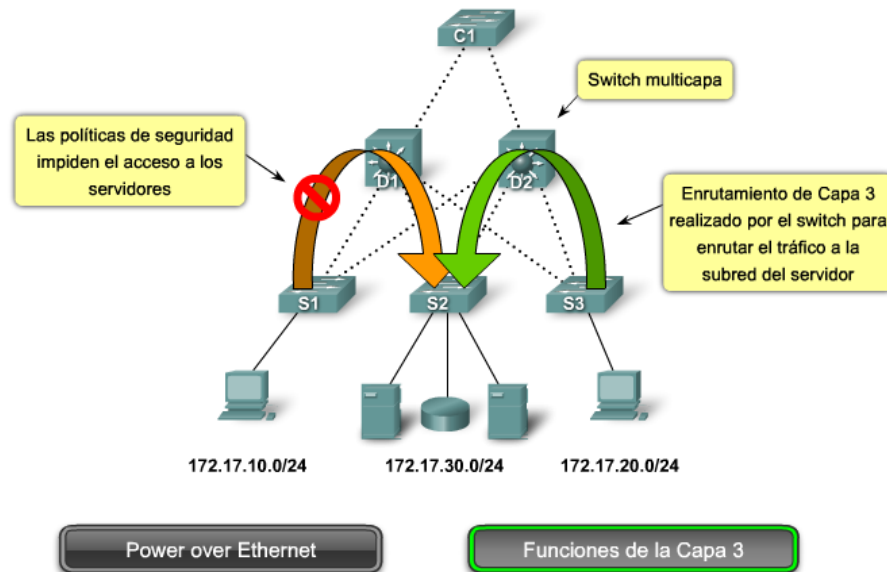 C1
Switch multicapa
Las políticas de seguridad
impiden el acceso a los
servidores
D1
D2
Enrutamiento de Capa 3
realizado por el switch para
enrutar el tráfico a la
subred del servidor
S1
S2
S3
172.17.10.0/24
172.17.30.0/24
172.17.20.0/24
Power over Ethernet
Funciones de la Capa 3